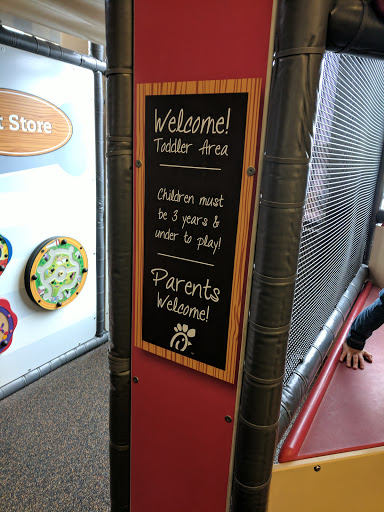 t Store
Welcome!
Toddler Area
Children must
be 3 years &
under to play!
Parents
Welcome!